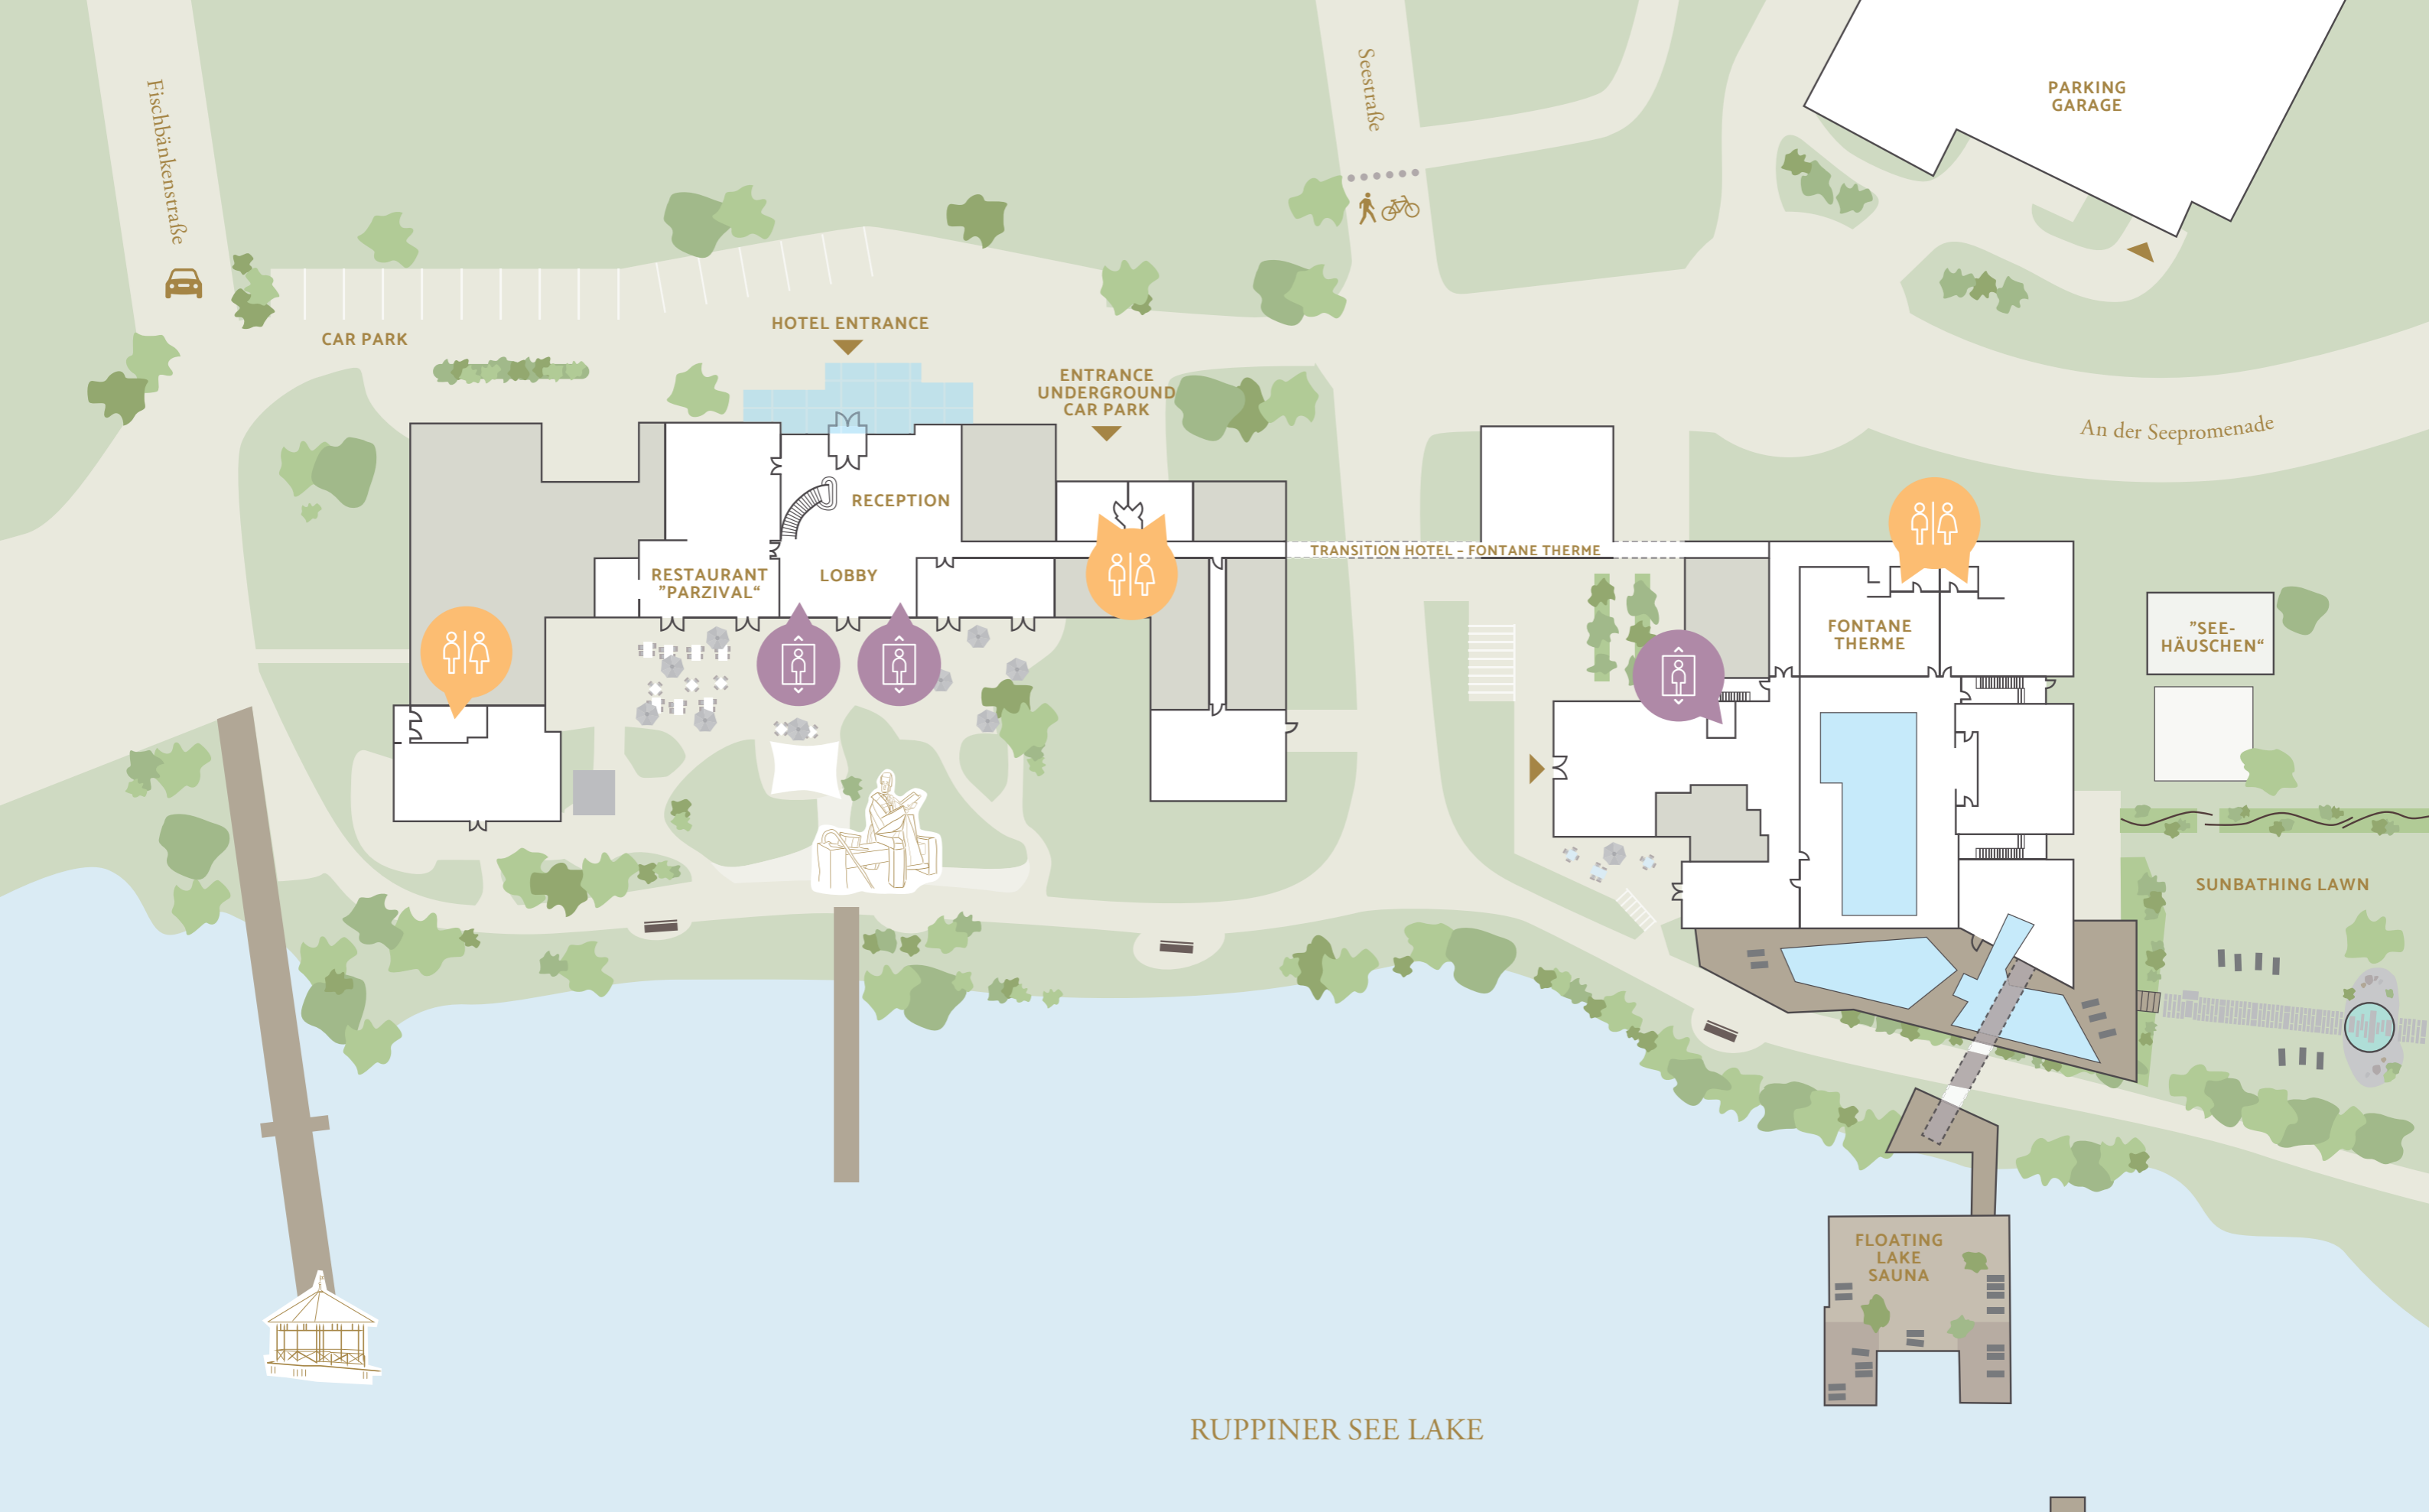 Fischbänkenstraße
Seestraße
PARKING
GARAGE
CAR PARK
HOTEL ENTRANCE
ENTRANCE
UNDERGROUND
CAR PARK
An der Seepromenade
RECEPTION
TRANSITION HOTEL – FONTANE THERME
RESTAURANT
"PARZIVAL“
LOBBY
FONTANE
THERME
"SEE-
HÄUSCHEN“
SUNBATHING LAWN
FLOATING
LAKE
SAUNA
RUPPINER SEE LAKE